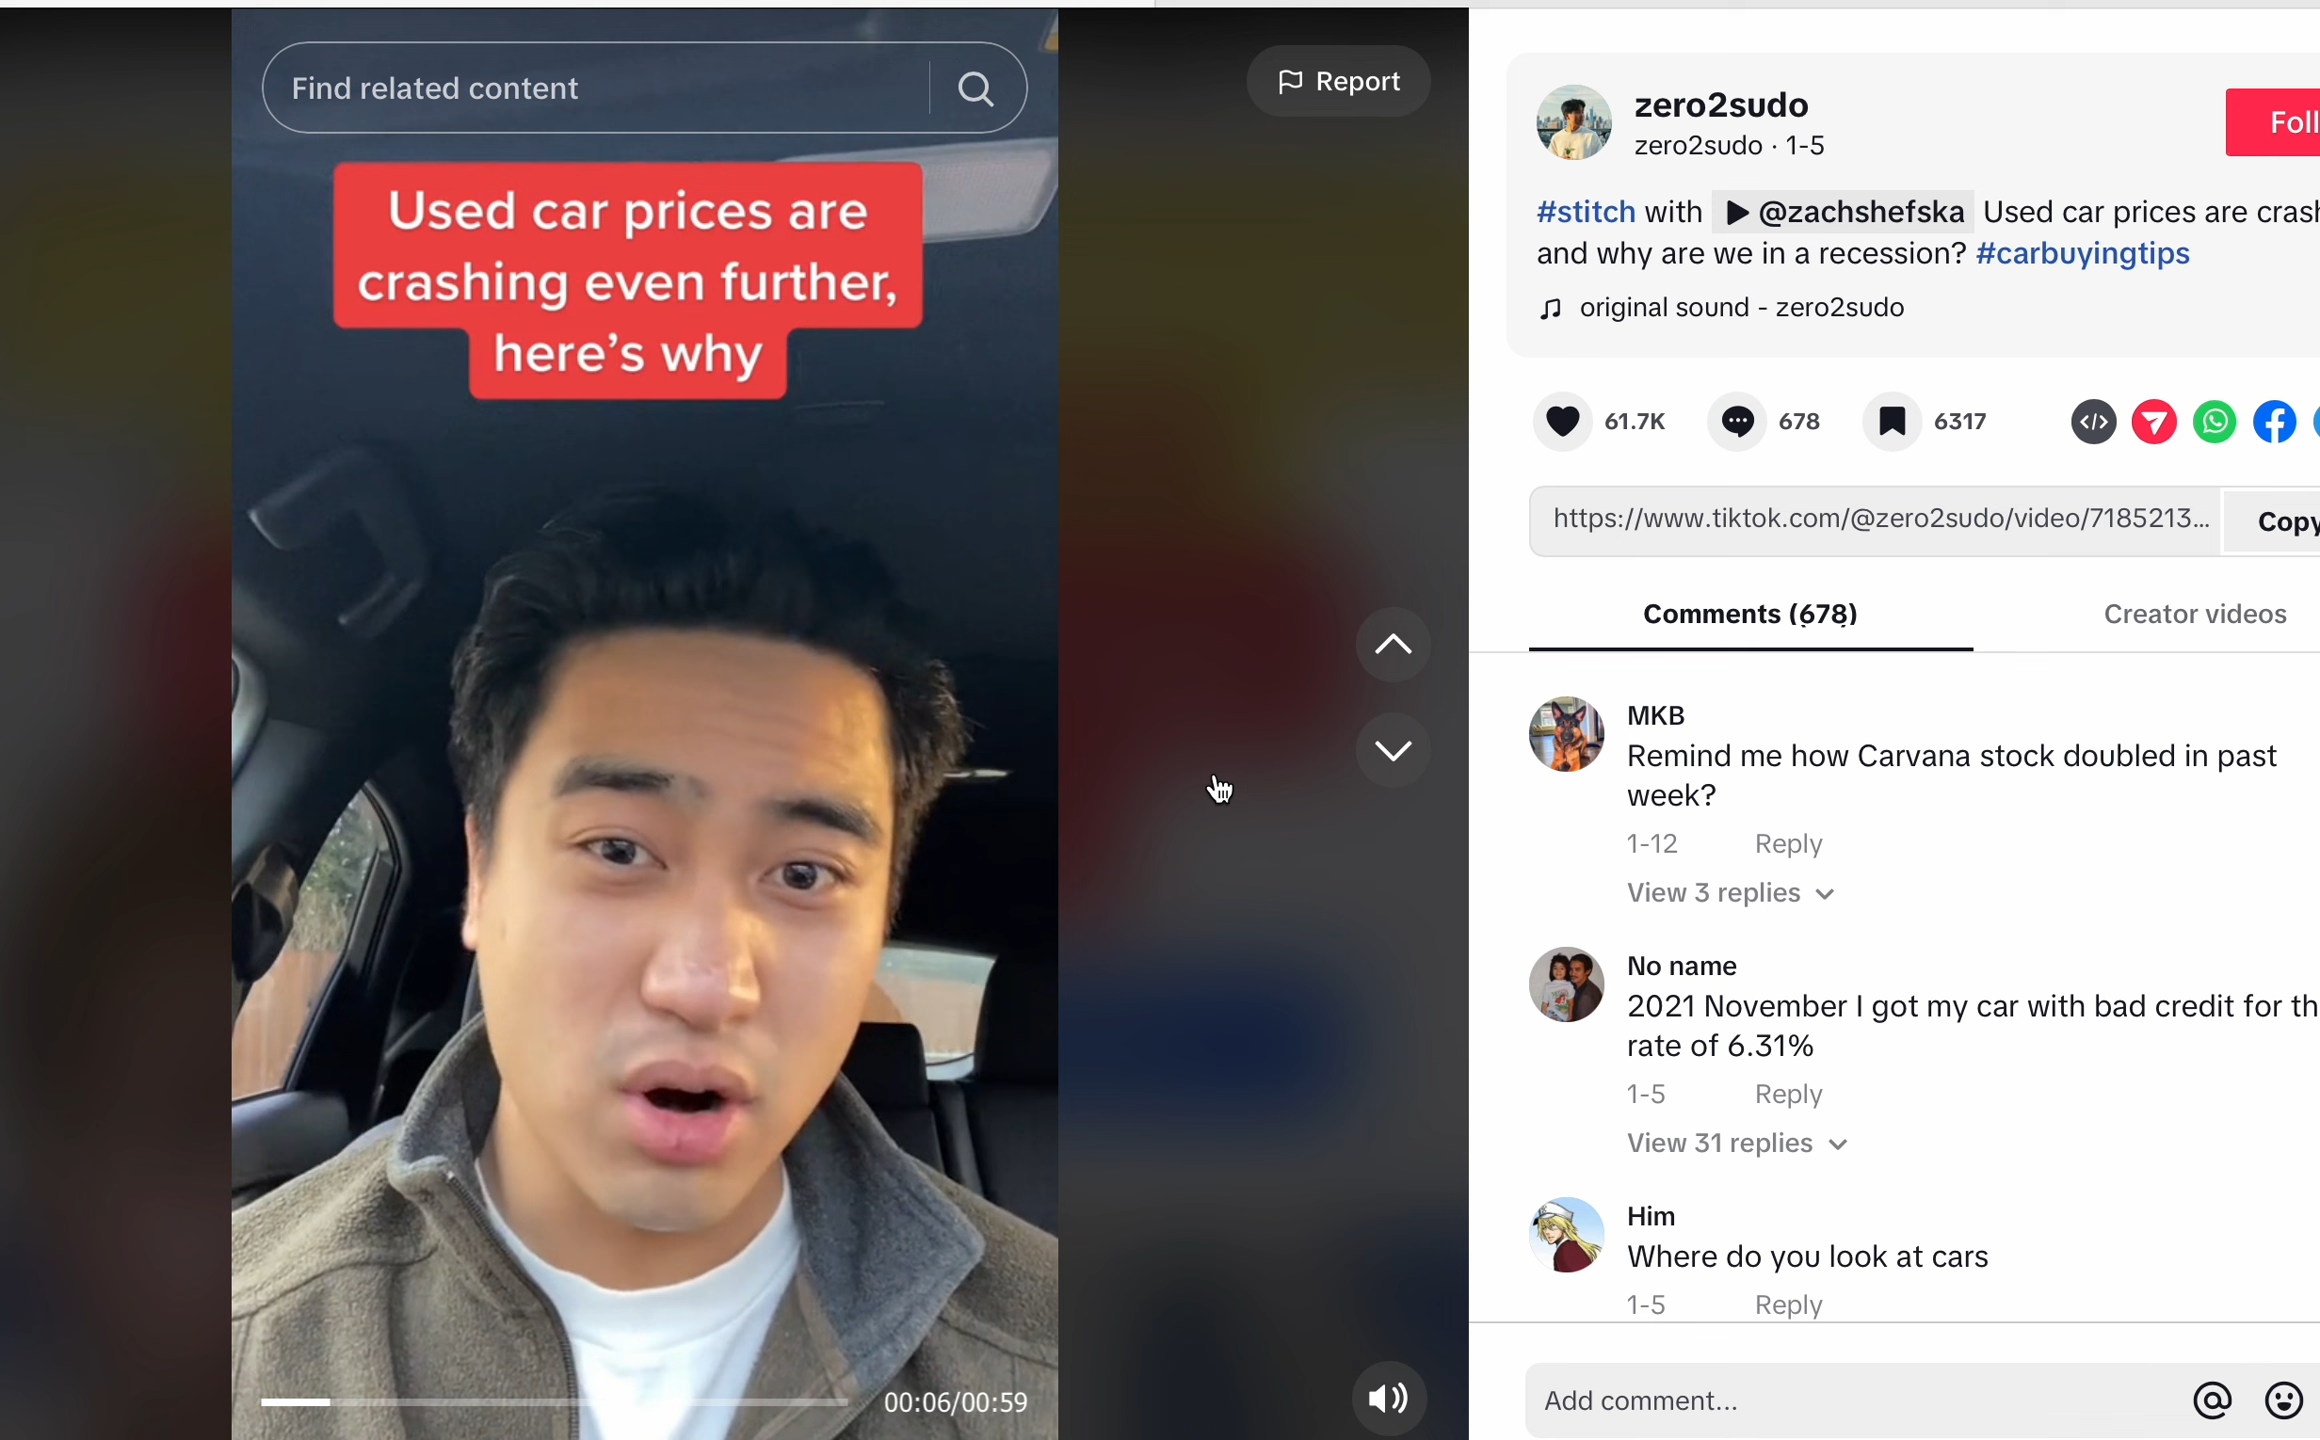 Find related content
Report
Used car prices are
crashing even further,
here's why
00:06/00:59
zero2sudo
zero2sudo · 1-5
#stitch with ▶ @zachshefska Used car prices are
and why are we in a recession? #carbuyingtips
original sound - zero2sudo
61.7K
678
6317
https://www.tiktok.com/@zero2sudo/video/7185213...
Copy
Comments (678)
Creator videos
MKB
Remind me how Carvana stock doubled in past
week?
1-12 Reply
View 3 replies
No name
2021 November I got my car with bad credit for
rate of 6.31%
1-5 Reply
View 31 replies
Him
Where do you look at cars
1-5 Reply
Add comment...